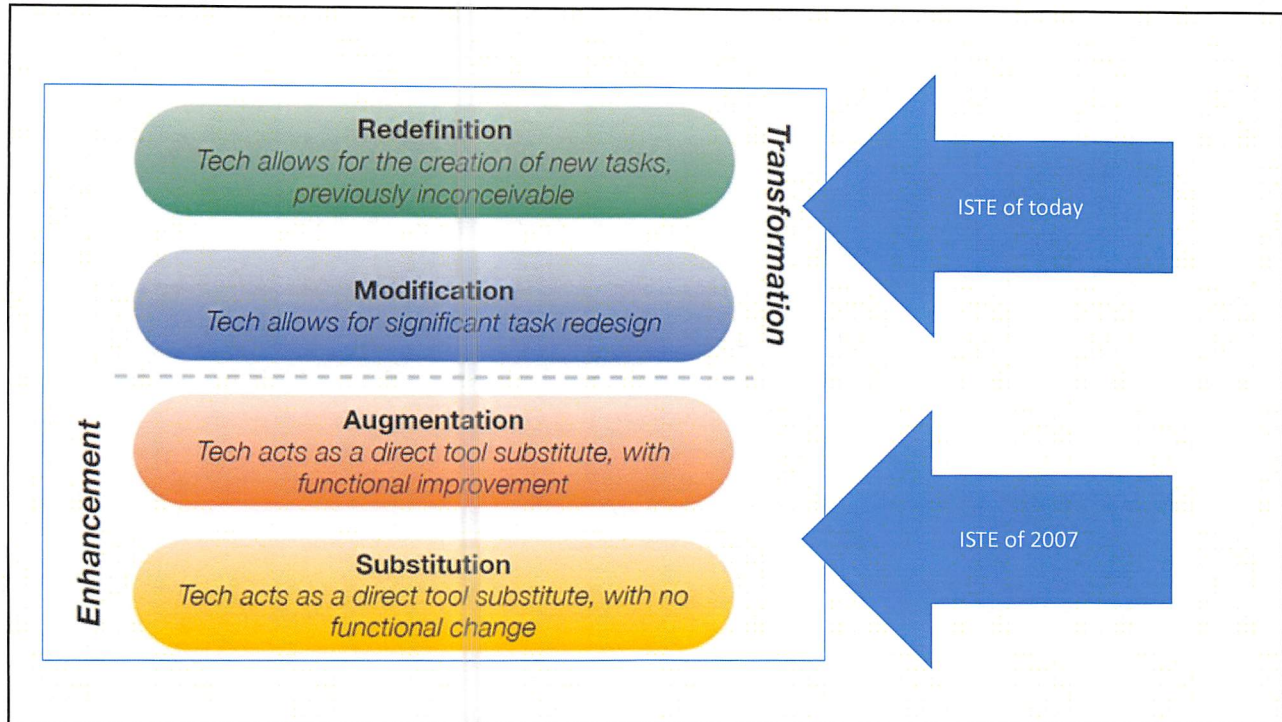 Redefinition
Tech allows for the creation of new tasks,
previously inconceivable
Transformation
ISTE of today
Modification
Tech allows for significant task redesign
Enhancement
Augmentation
Tech acts as a direct tool substitute, with
functional improvement
ISTE of 2007
Substitution
Tech acts as a direct tool substitute, with no
functional change